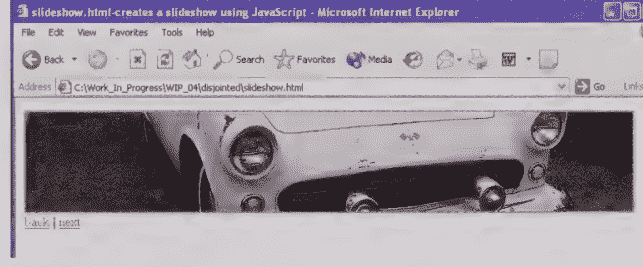 slideshow.html-creates a slideshow using JavaScript - Microsoft Internet Explorer
File Edit View Favorites Tools Help
Back Search Favorites Media
Address C:\Work_In_Progress\WIP_04\disjointed\slideshow.html Go Links
back | next